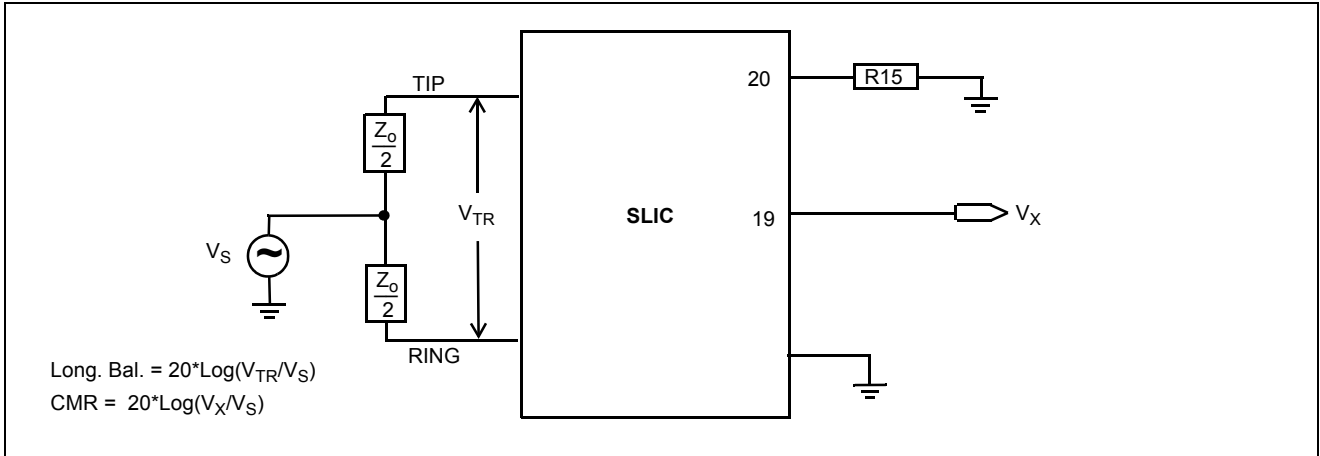 TIP
20
R15
Zo
2
VTR
SLIC
19
VX
VS
Zo
2
RING
Long. Bal. = 20*Log(VTR/VS)
CMR = 20*Log(VX/VS)